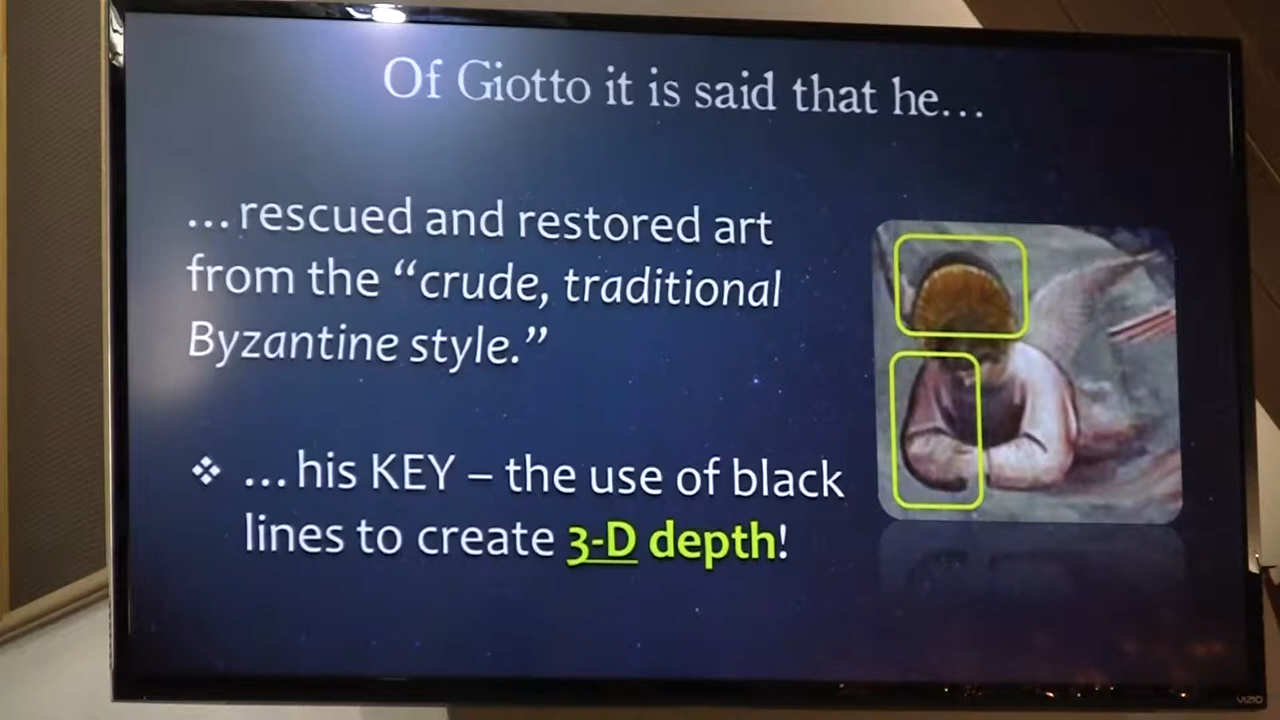 Of Giotto it is said that he...
...rescued and restored art
from the “crude, traditional
Byzantine style.”
❖ ...his KEY – the use of black
lines to create 3-D depth!
VIZIO